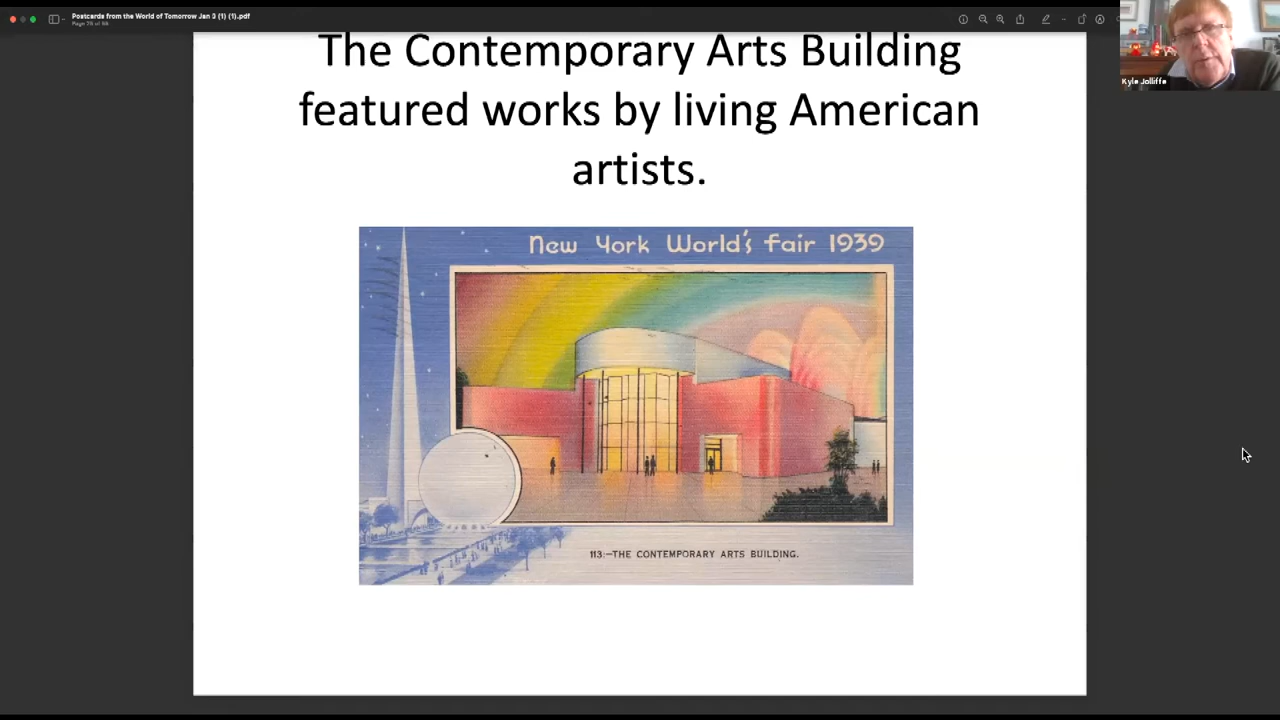 Postcards from the World of Tomorrow Jan 3 (1) (1).pdf
The Contemporary Arts Building
featured works by living American
artists.
New York World's Fair 1939
113:—THE CONTEMPORARY ARTS BUILDING.
Kyle Jolliffe